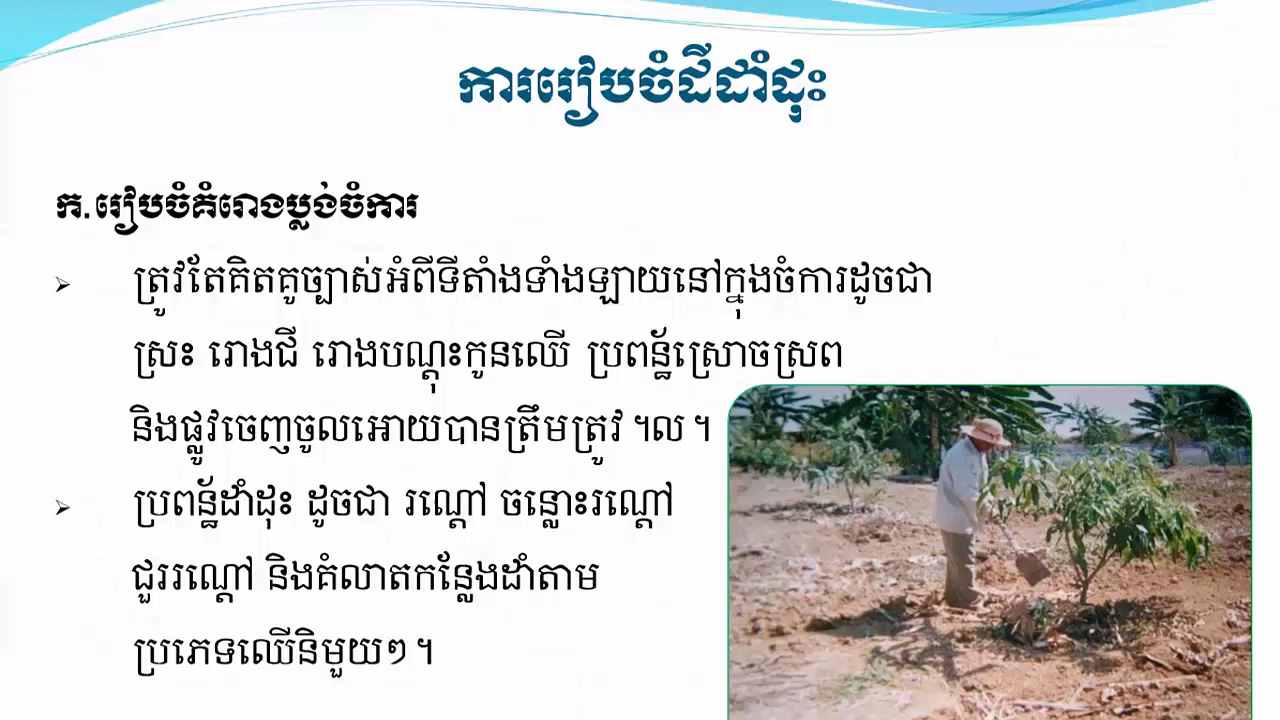 ការរៀបចំដីដាំដុះ
ក. រៀបចំគំរោងប្លង់ចំការ
ត្រូវតែគិតគូច្បាស់អំពីទីតាំងទាំងឡាយនៅក្នុងចំការដូចជា
ស្រះ រោងជី រោងបណ្តុះកូនឈើ ប្រពន្ធ័ស្រោចស្រព
និងផ្លូវចេញចូលអោយបានត្រឹមត្រូវ ។ល។
ប្រពន្ធ័ដាំដុះ ដូចជា រណ្តៅ ចន្លោះរណ្តៅ
ជួររណ្តៅ និងគំលាតកន្លែងដាំតាម
ប្រភេទឈើនិមួយៗ ។